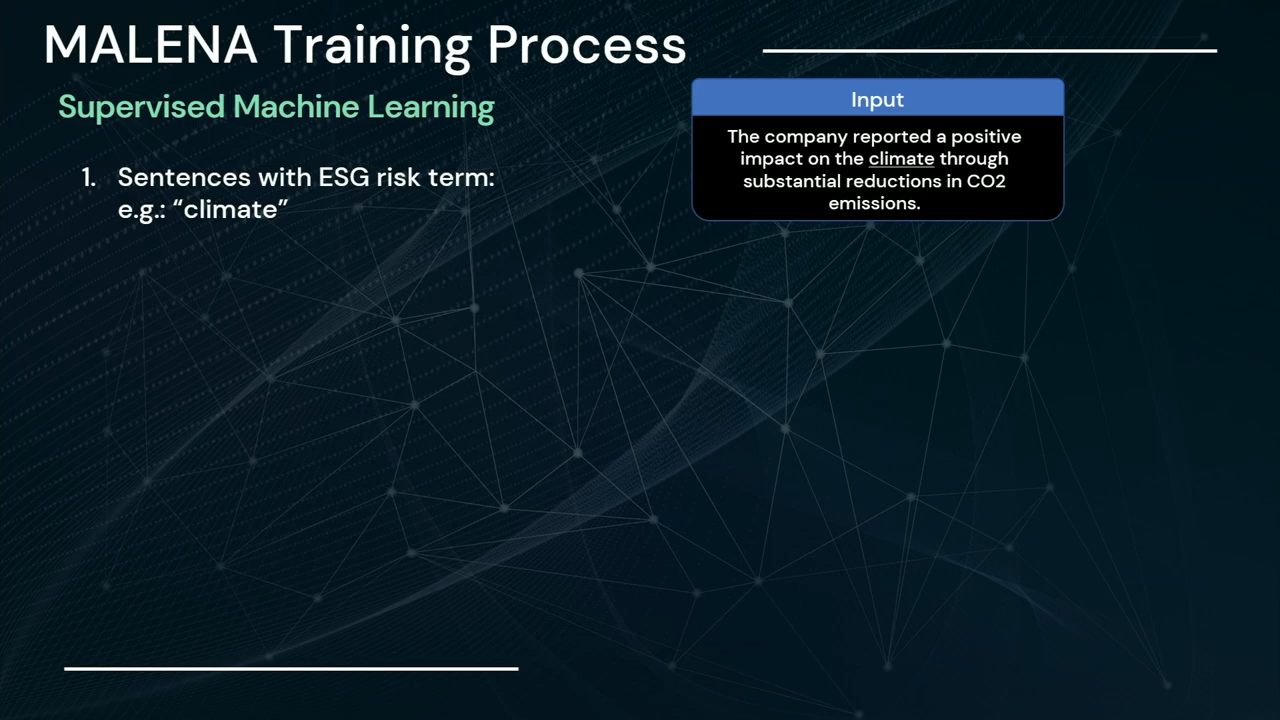 MALENA Training Process
Supervised Machine Learning
1. Sentences with ESG risk term:
e.g.: “climate”
Input
The company reported a positive
impact on the climate through
substantial reductions in CO2
emissions.